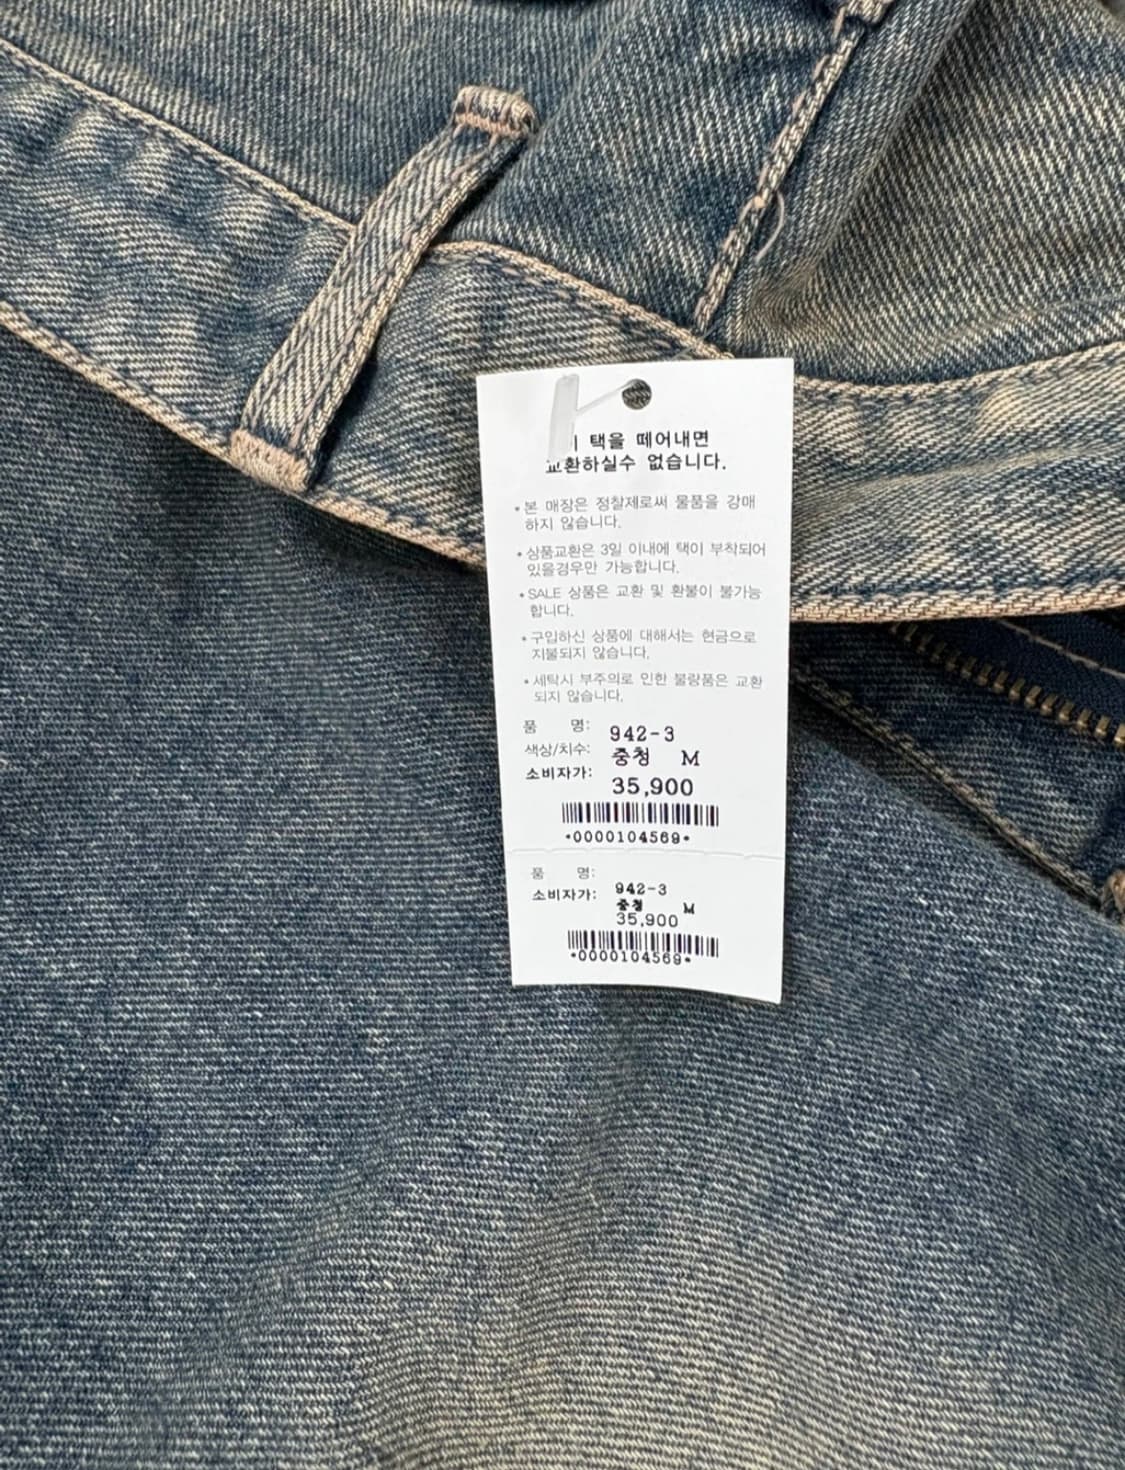 이 택을 떼어내면
교환하실수 없습니다.
•본 매장은 정찰제로써 물품을 강매
하지 않습니다.
•상품교환은 3일 이내에 택이 부착되어
있을경우만 가능합니다.
•SALE 상품은 교환 및 환불이 불가능
합니다.
•구입하신 상품에 대해서는 현금으로
지불되지 않습니다.
•세탁시 부주의로 인한 불량품은 교환
되지 않습니다.
품 명: 942-3
색상/치수: 중청 M
소비자가: 35,900
*0000104569*
품 명: 942-3
소비자가: 중청 M
35,900
*0000104569*